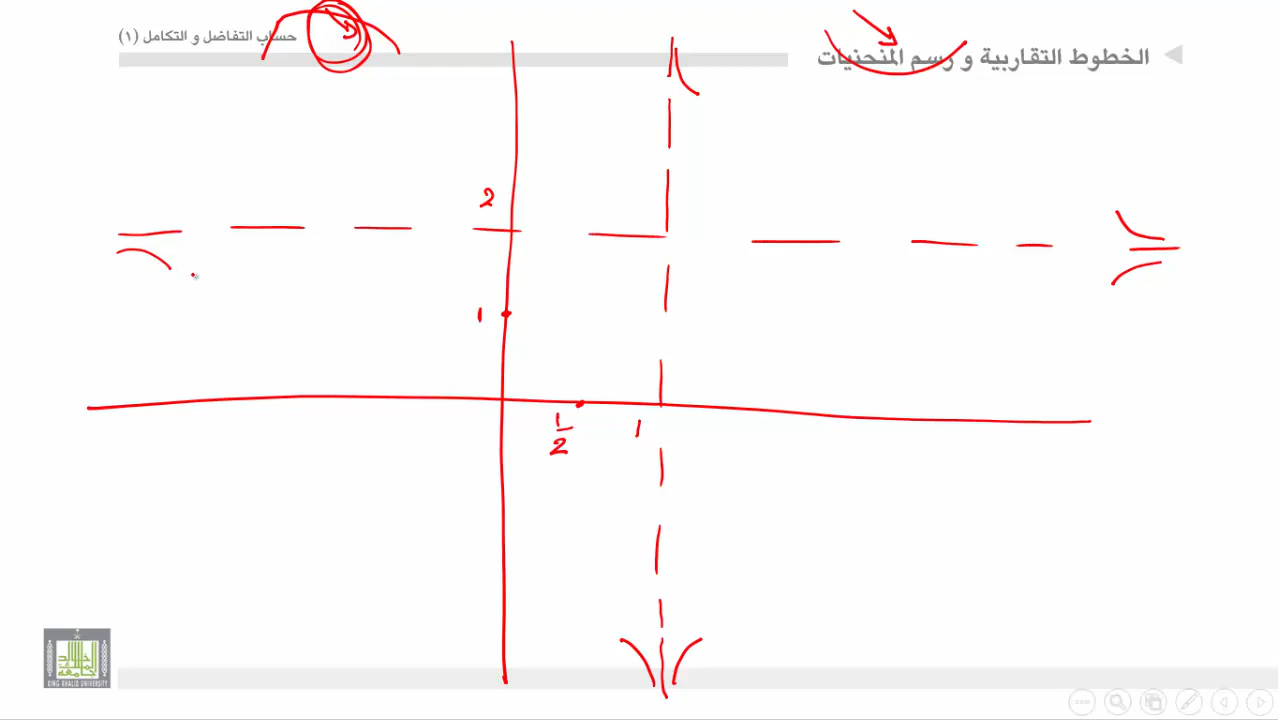 حساب التفاضل و التكامل (١)
الخطوط التقاربية و رسم المنحنيات
2
1
1/2
1
KING KHALID UNIVERSITY